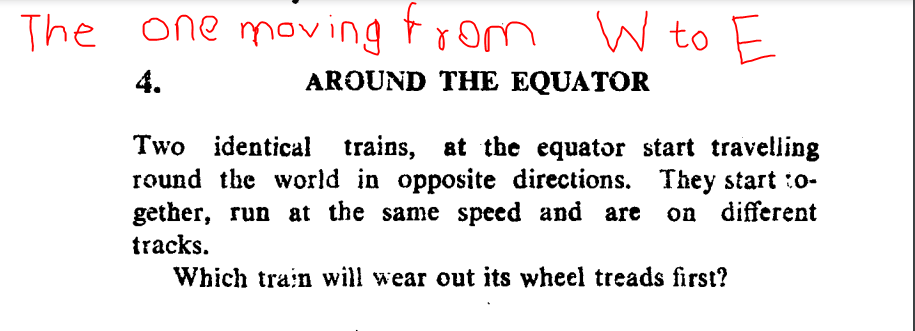 The one moving from W to E
4. AROUND THE EQUATOR
Two identical trains, at the equator start travelling
round the world in opposite directions. They start to-
gether, run at the same speed and are on different
tracks.
Which train will wear out its wheel treads first?